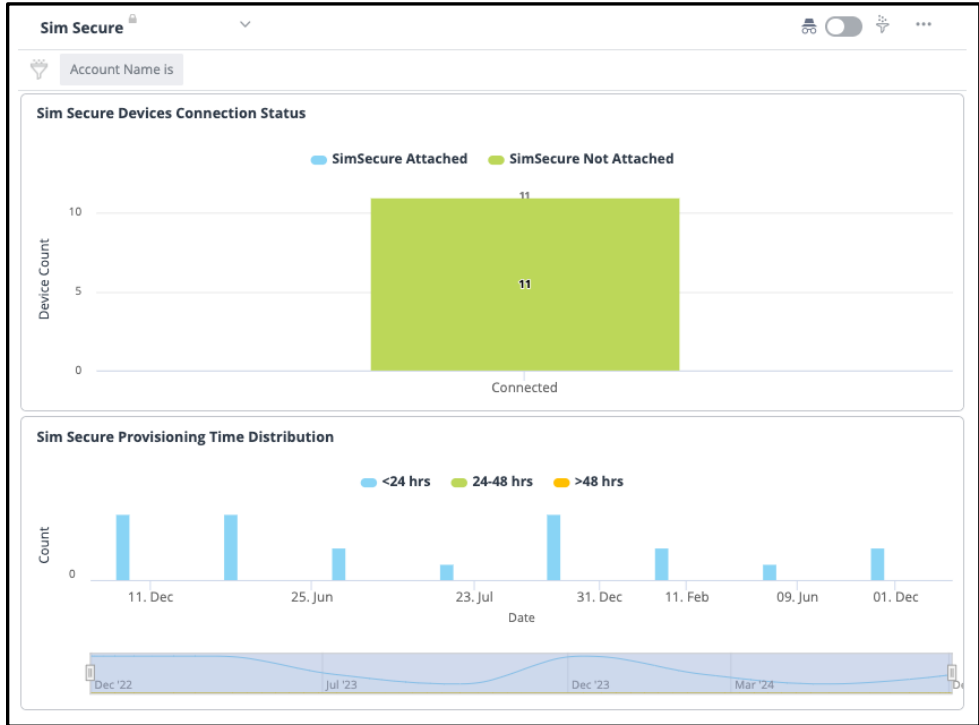 Sim Secure
Account Name is
Sim Secure Devices Connection Status
SimSecure Attached SimSecure Not Attached
11
10
Device Count
5
11
0
Connected
Sim Secure Provisioning Time Distribution
<24 hrs 24-48 hrs >48 hrs
Count
0
11. Dec 25. Jun 23. Jul 31. Dec 11. Feb 09. Jun 01. Dec
Date
Dec '22 Jul '23 Dec '23 Mar '24